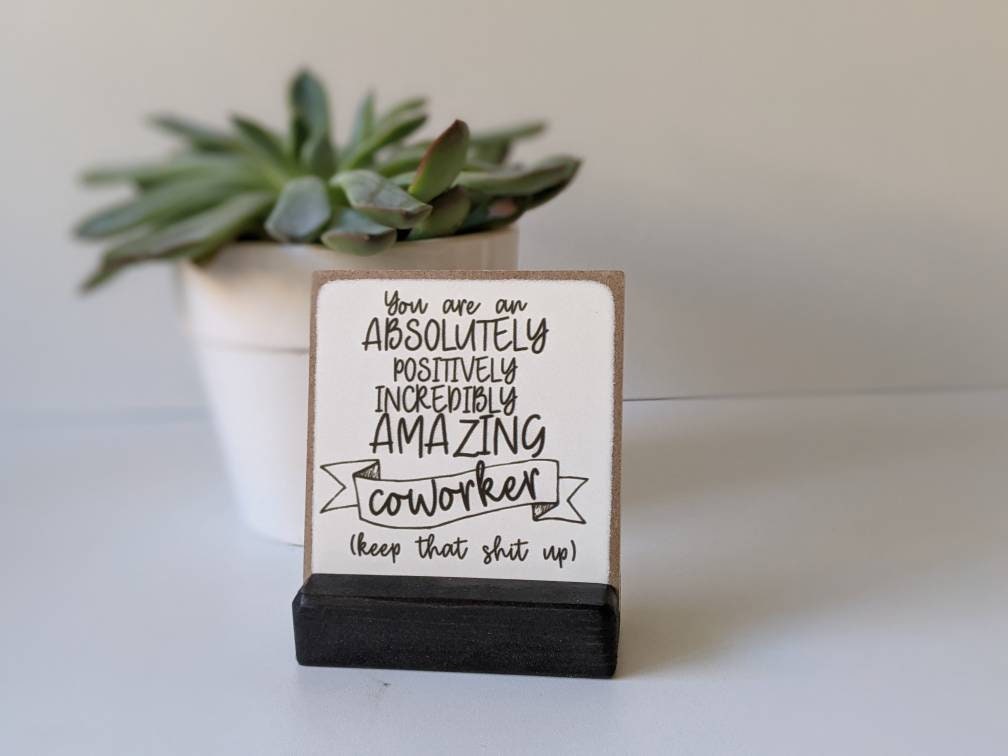 You are an
ABSOLUTELY
POSITIVELY
INCREDIBLY
AMAZING
coworker
(keep that shit up)